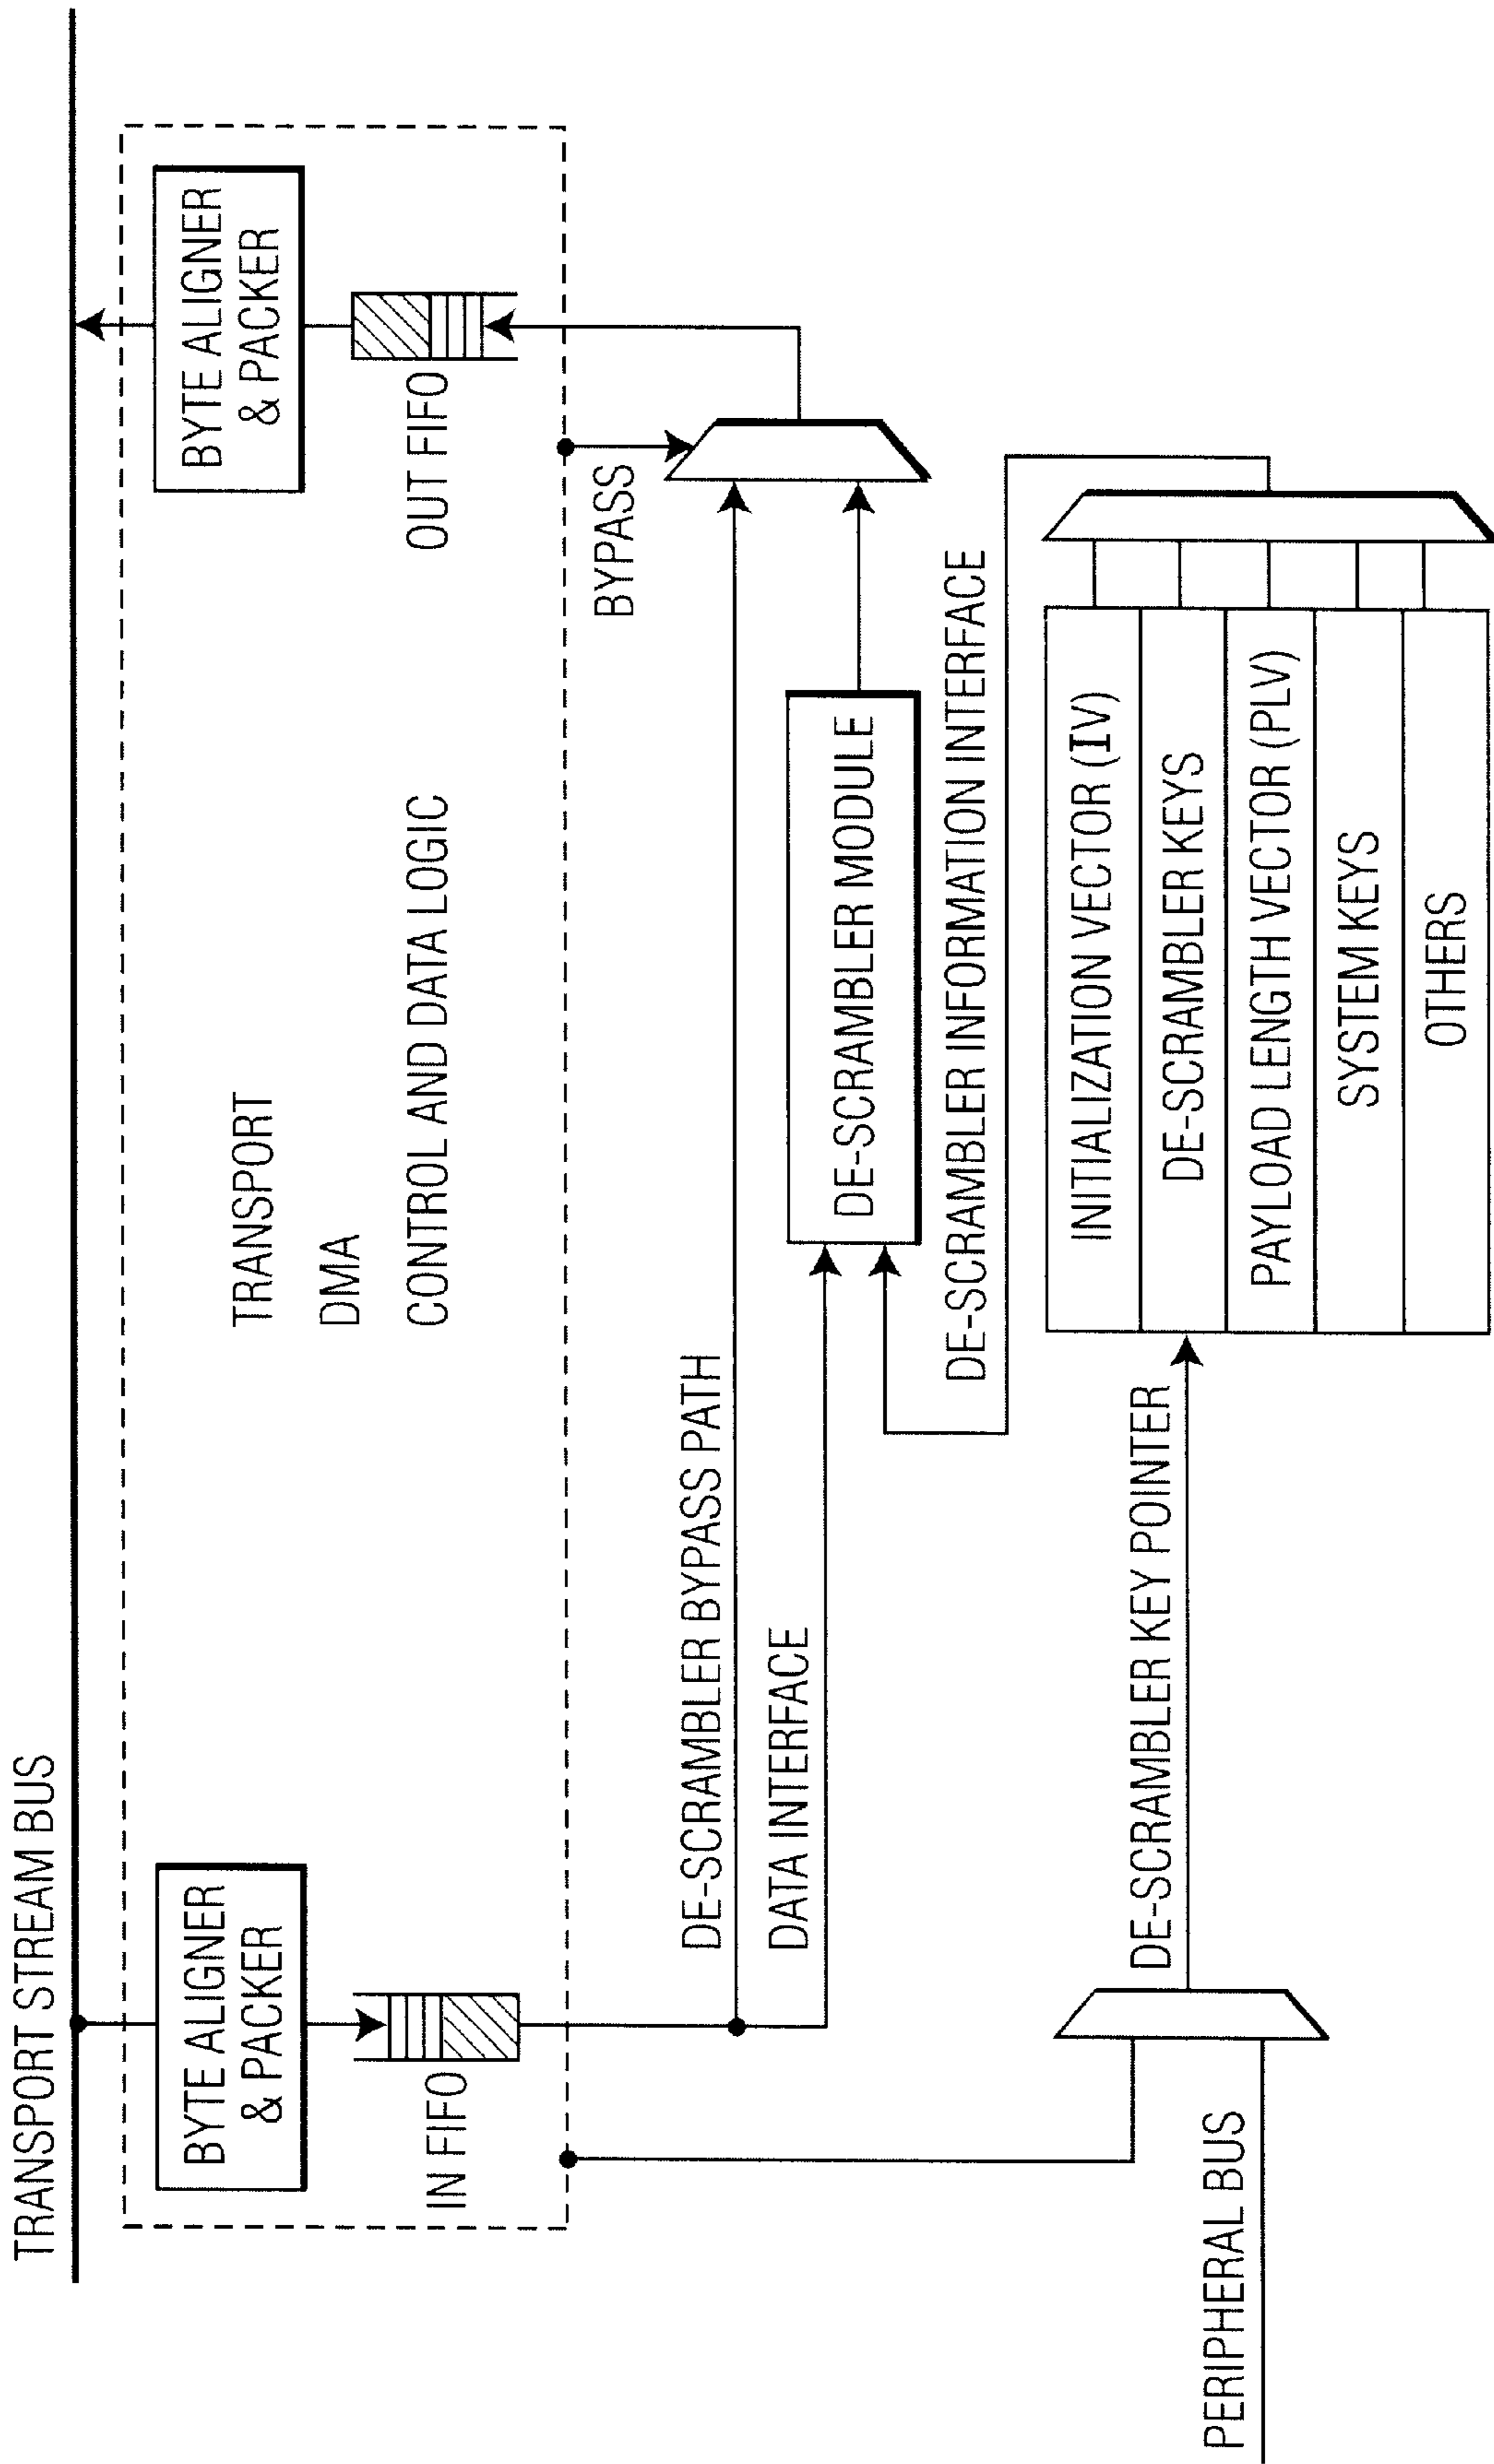 TRANSPORT STREAM BUS
BYTE ALIGNER
& PACKER
IN FIFO
TRANSPORT
DMA
CONTROL AND DATA LOGIC
BYTE ALIGNER
& PACKER
OUT FIFO
BYPASS
DE-SCRAMBLER BYPASS PATH
DATA INTERFACE
DE-SCRAMBLER MODULE
DE-SCRAMBLER INFORMATION INTERFACE
DE-SCRAMBLER KEY POINTER
PERIPHERAL BUS
INITIALIZATION VECTOR (IV)
DE-SCRAMBLER KEYS
PAYLOAD LENGTH VECTOR (PLV)
SYSTEM KEYS
OTHERS